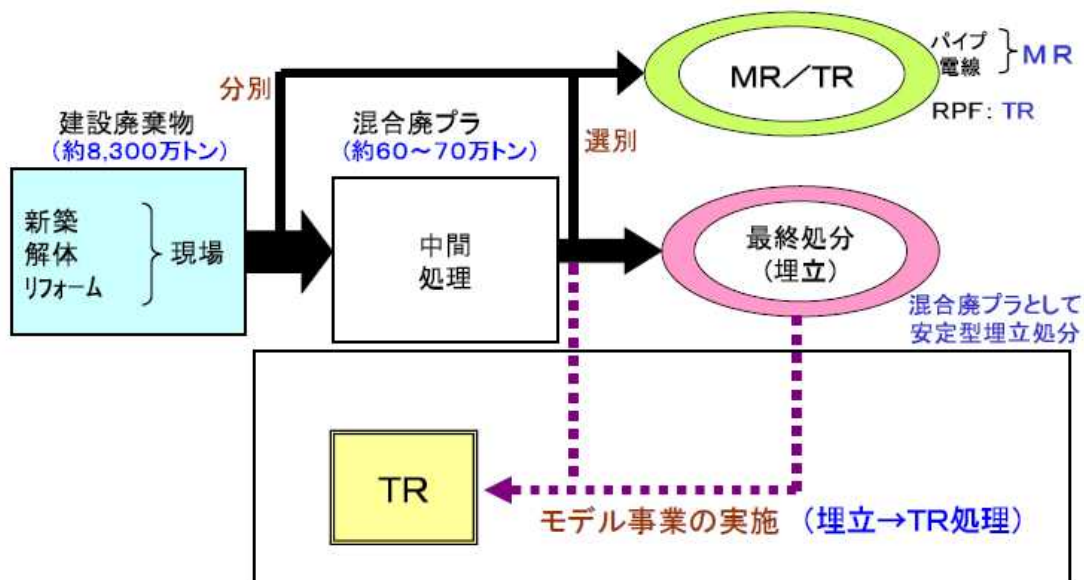 分別
MR/TR
パイプ
電線
MR
RPF: TR
建設廃棄物
(約8,300万トン)
混合廃プラ
(約60~70万トン)
選別
新築
解体
リフォーム
現場
中間
処理
最終処分
(埋立)
混合廃プラとして
安定型埋立処分
TR
モデル事業の実施 (埋立→TR処理)